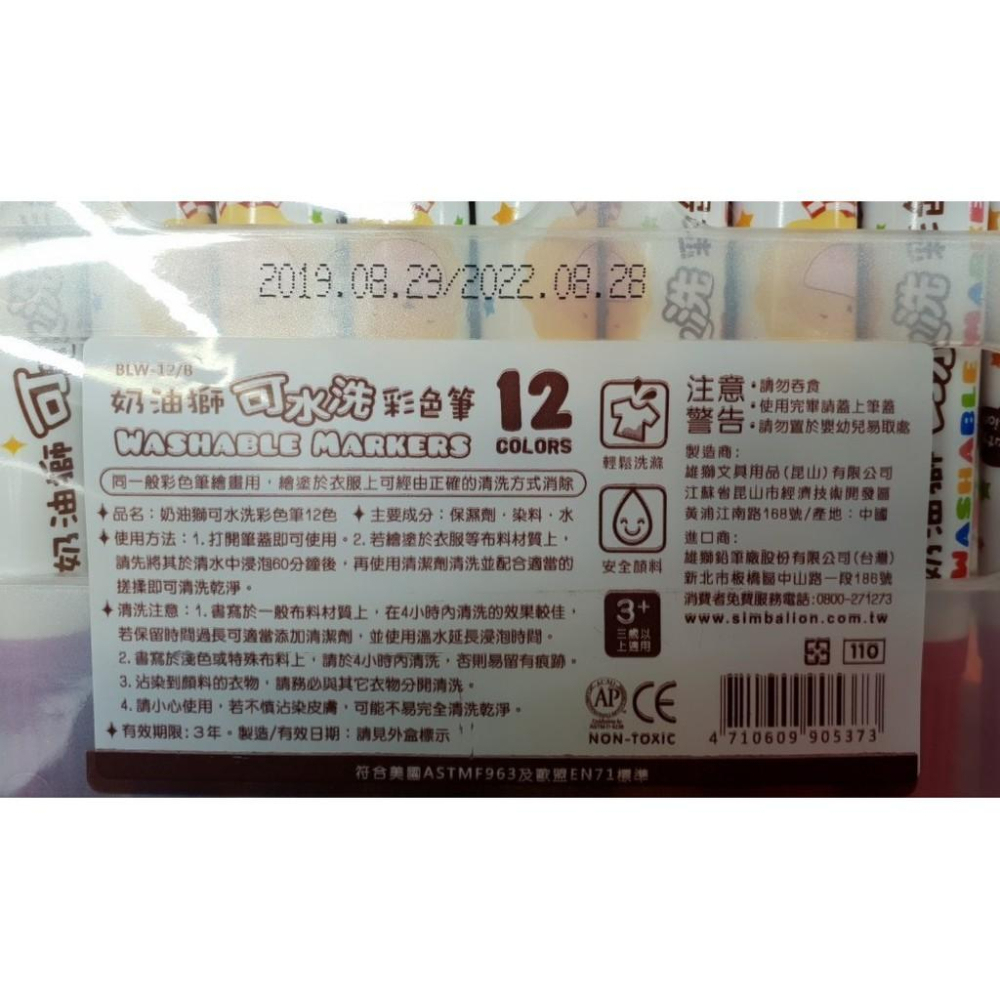 2019.08.29/2022.08.28
BLW-12/B
奶油獅 可水洗 彩色筆 12
WASHABLE MARKERS COLORS
同一般彩色筆繪畫用，繪塗於衣服上可經由正確的清洗方式消除
品名：奶油獅可水洗彩色筆12色 主要成分：保濕劑，染料，水
使用方法：1. 打開筆蓋即可使用。2. 若繪塗於衣服等布料材質上，
請先將其於清水中浸泡60分鐘後，再使用清潔劑清洗並配合適當的
搓揉即可清洗乾淨。
清洗注意：1. 書寫於一般布料材質上，在4小時內清洗的效果較佳，
若保留時間過長可適當添加清潔劑，並使用溫水延長浸泡時間。
2. 書寫於淺色或特殊布料上，請於4小時內清洗，否則易留有痕跡。
3. 沾染到顏料的衣物，請務必與其它衣物分開清洗。
4. 請小心使用，若不慎沾染皮膚，可能不易完全清洗乾淨。
有效期限：3年。製造/有效日期：請見外盒標示
輕鬆洗滌
安全顏料
3+
三歲以
上適用
AP
CE
NON-TOXIC
注意
警告
・請勿吞食
・使用完畢請蓋上筆蓋
・請勿置於嬰幼兒易取處
製造商：
雄獅文具用品(昆山)有限公司
江蘇省昆山市經濟技術開發區
黃浦江南路168號/產地：中國
進口商：
雄獅鉛筆廠股份有限公司(台灣)
新北市板橋區中山路一段186號
消費者免費服務電話:0800-271273
www.simbalion.com.tw
110
4 710609 905373
符合美國ASTMF963及歐盟EN71標準
奶油獅 可
奶油獅
WASHABLE